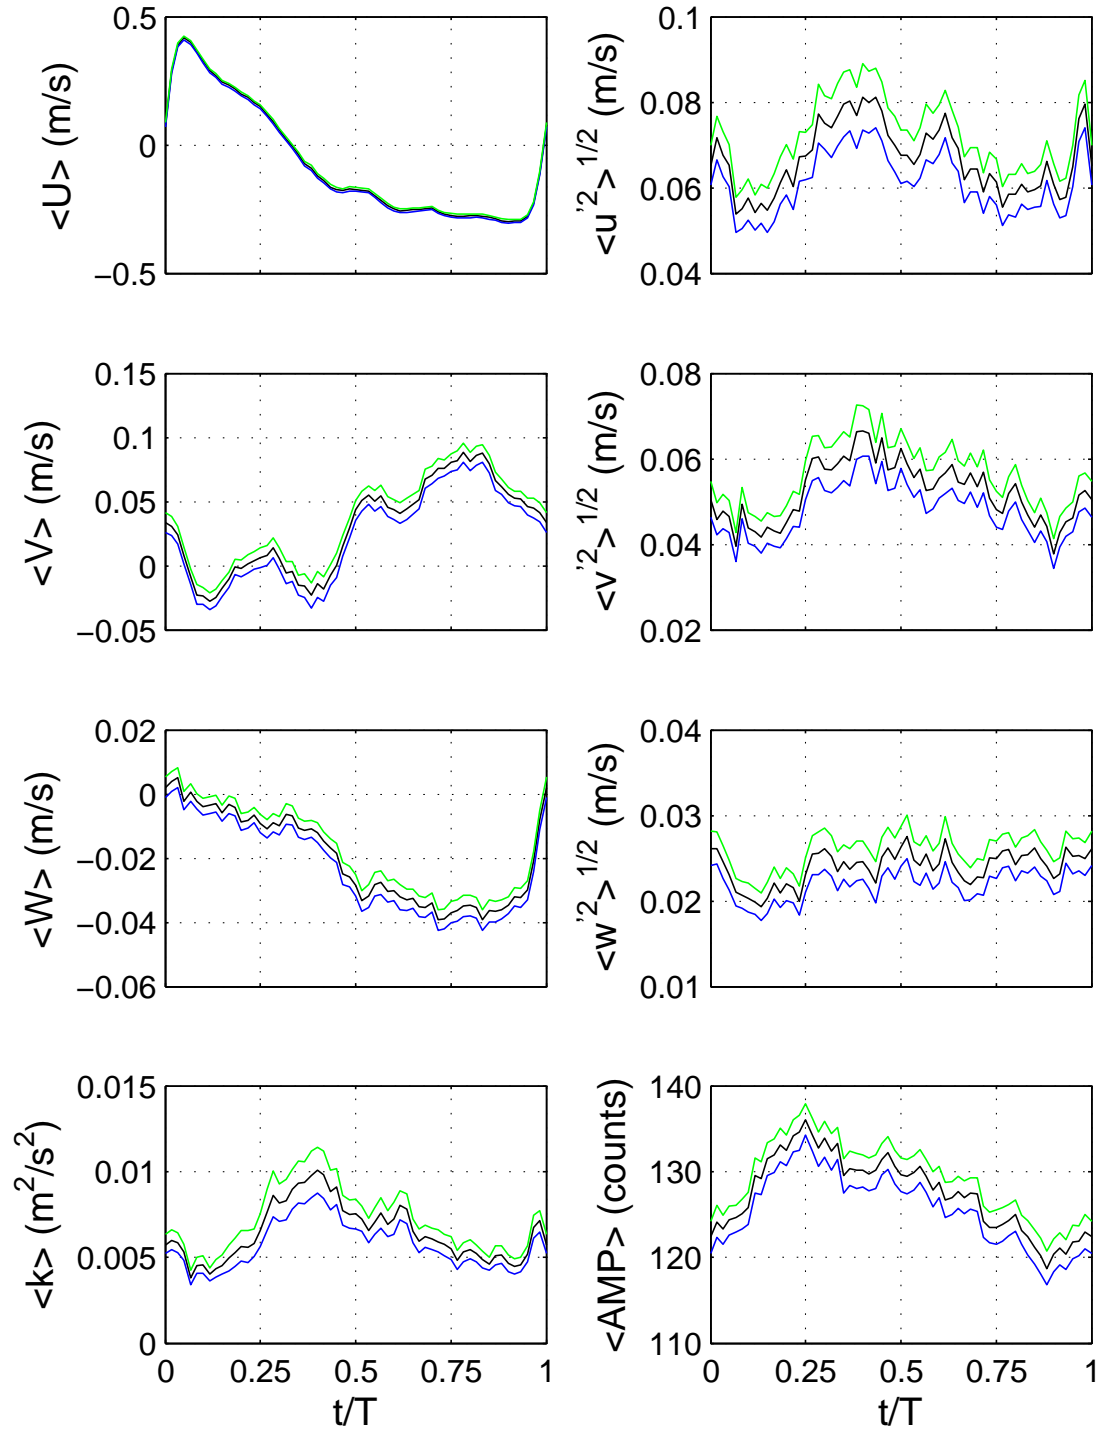 0.5
0
−0.5
<U> (m/s)
0.1
0.08
0.06
0.04
<u'2>1/2 (m/s)
0.15
0.1
0.05
0
−0.05
<V> (m/s)
0.08
0.06
0.04
0.02
<v'2>1/2 (m/s)
0.02
0
−0.02
−0.04
−0.06
<W> (m/s)
0.04
0.03
0.02
0.01
<w'2>1/2 (m/s)
0.015
0.01
0.005
0
<k> (m2/s2)
0 0.25 0.5 0.75 1
t/T
140
130
120
110
<AMP> (counts)
0 0.25 0.5 0.75 1
t/T